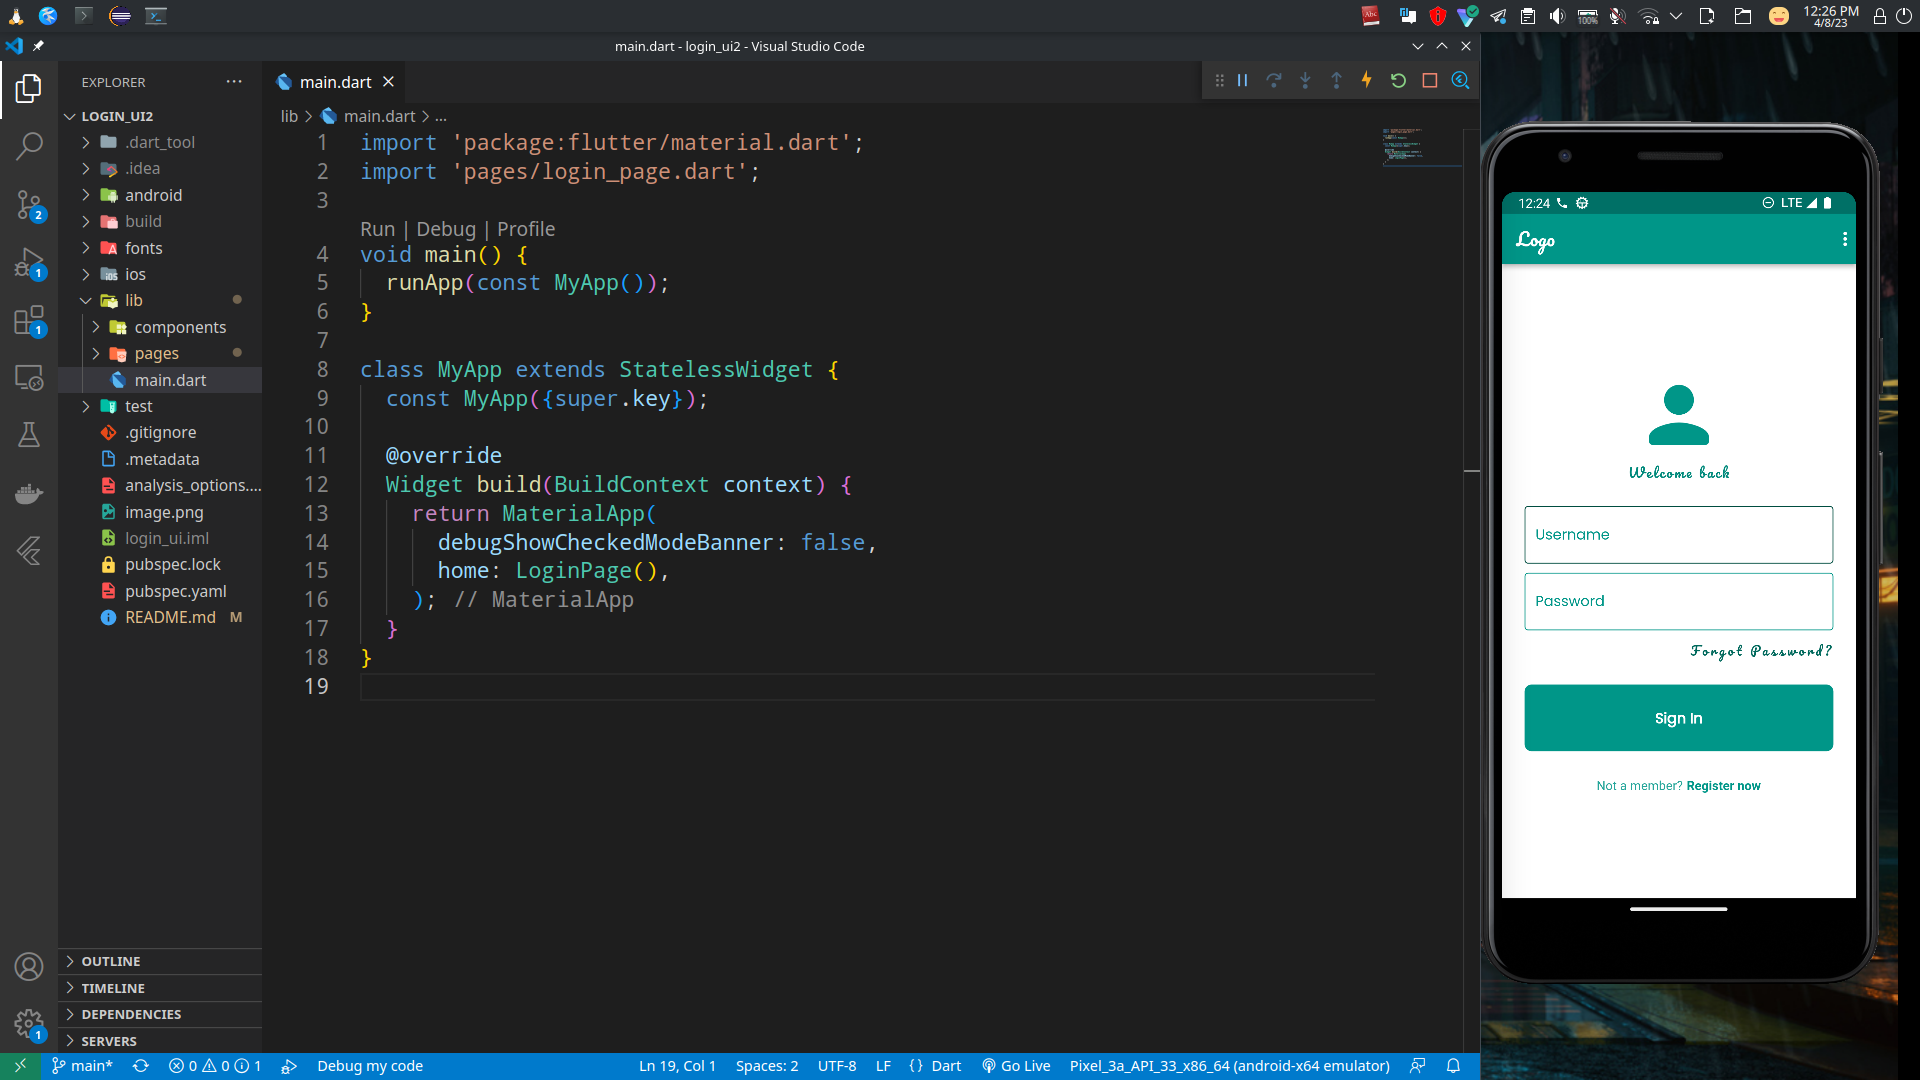 12:26 PM
4/8/23
Abc
100%
main.dart - login_ui2 - Visual Studio Code
EXPLORER
main.dart
LOGIN_UI2
.dart_tool
.idea
android
build
fonts
ios
lib
components
pages
main.dart
test
.gitignore
.metadata
analysis_options....
image.png
login_ui.iml
pubspec.lock
pubspec.yaml
README.md M
2
1
1
OUTLINE
TIMELINE
DEPENDENCIES
SERVERS
1
lib > main.dart > ...
1 import 'package:flutter/material.dart';
2 import 'pages/login_page.dart';
3
Run | Debug | Profile
4 void main() {
5 runApp(const MyApp());
6 }
7
8 class MyApp extends StatelessWidget {
9 const MyApp({super.key});
10
11 @override
12 Widget build(BuildContext context) {
13 return MaterialApp(
14 debugShowCheckedModeBanner: false,
15 home: LoginPage(),
16 ); // MaterialApp
17 }
18 }
19
main* 0 0 1 Debug my code Ln 19, Col 1 Spaces: 2 UTF-8 LF {} Dart Go Live Pixel_3a_API_33_x86_64 (android-x64 emulator)
12:24 LTE
Logo
Welcome back
Username
Password
Forgot Password?
Sign In
Not a member? Register now